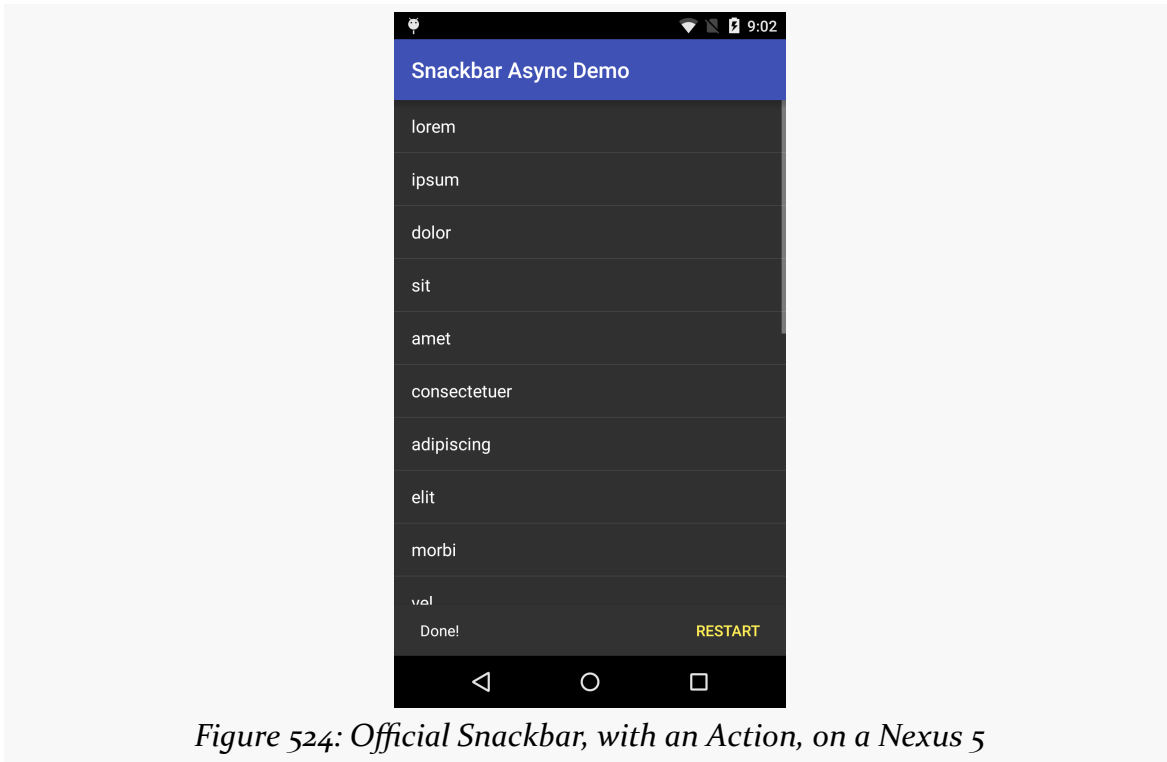 9:02
Snackbar Async Demo
lorem
ipsum
dolor
sit
amet
consectetuer
adipiscing
elit
morbi
vel
Done! RESTART
Figure 524: Official Snackbar, with an Action, on a Nexus 5